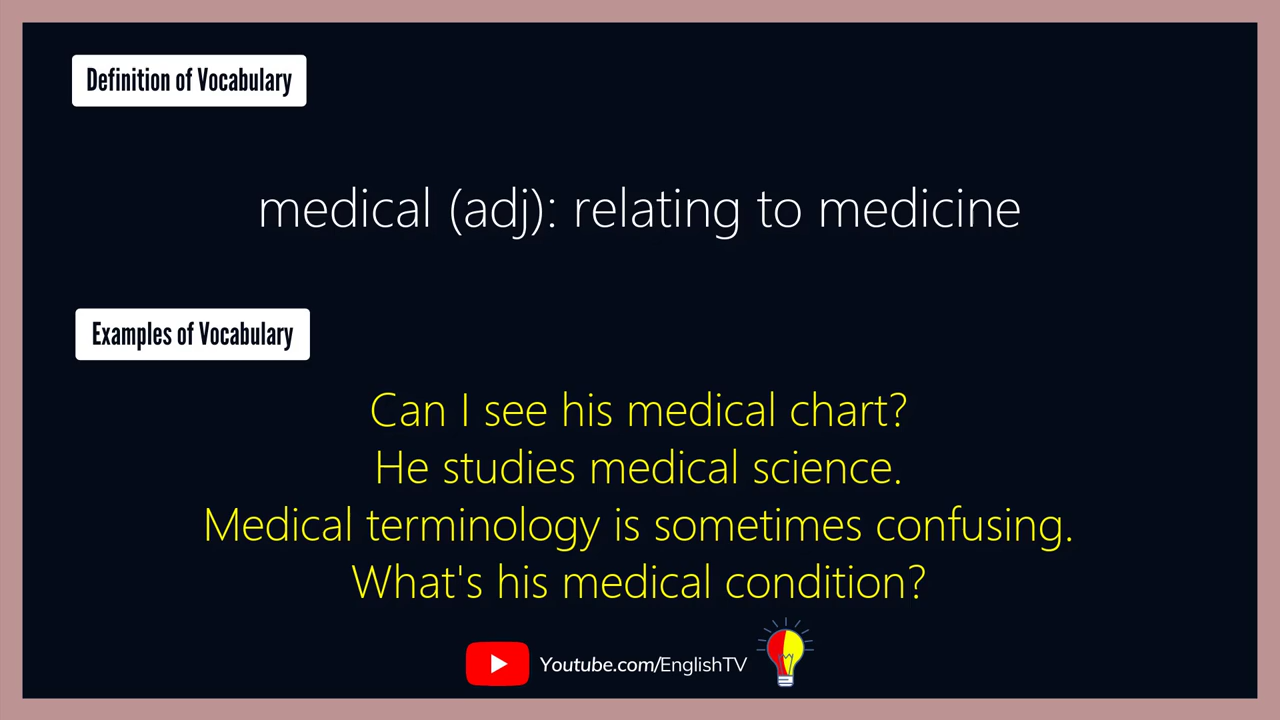 Definition of Vocabulary
medical (adj): relating to medicine
Examples of Vocabulary
Can I see his medical chart?
He studies medical science.
Medical terminology is sometimes confusing.
What's his medical condition?
Youtube.com/EnglishTV